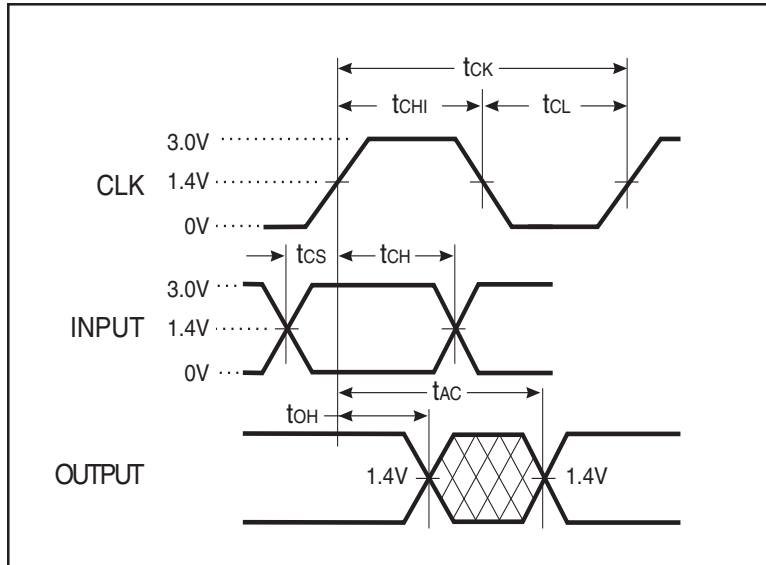 tCK
tCHI tCL
3.0V
CLK 1.4V
0V
tCS tCH
3.0V
INPUT 1.4V
0V
tAC
tOH
OUTPUT 1.4V 1.4V